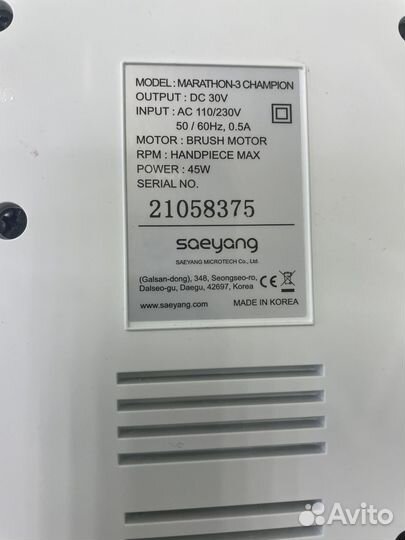 MODEL: MARATHON-3 CHAMPION
OUTPUT : DC 30V
INPUT : AC 110/230V
50 / 60Hz, 0.5A
MOTOR : BRUSH MOTOR
RPM : HANDPIECE MAX
POWER : 45W
SERIAL NO.
21058375
saeyang
SAEYANG MICROTECH Co., Ltd.
(Galsan-dong), 348, Seongseo-ro,
Dalseo-gu, Daegu, 42697, Korea
CE
www.saeyang.com
MADE IN KOREA
Avito